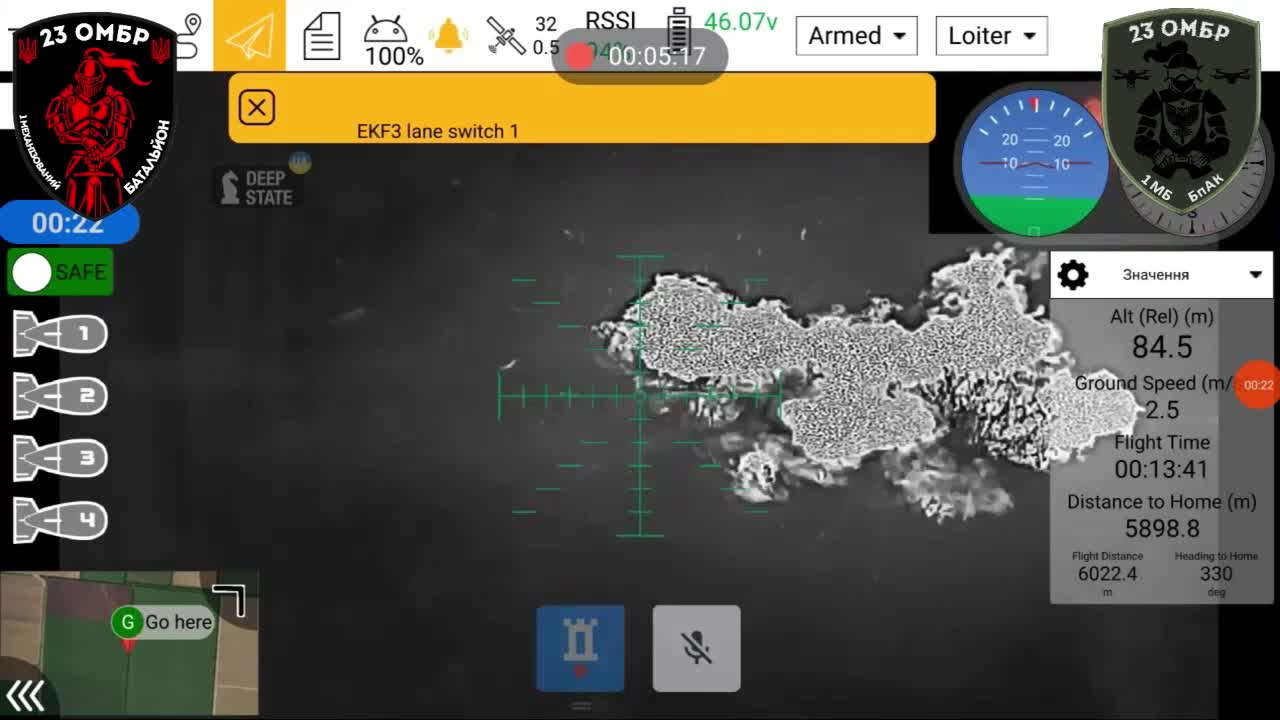 23 ОМБР
1 МЕХАНІЗОВАНИЙ
БАТАЛЬЙОН
100%
32
0.5
RSSI
00:05:17
46.07v
Armed
Loiter
23 ОМБР
1 МБ БпАК
EKF3 lane switch 1
DEEP
STATE
UA
20 20
10 10
S
00:22
SAFE
1
2
3
4
Значення
Alt (Rel) (m)
84.5
Ground Speed (m/
2.5
00:22
Flight Time
00:13:41
Distance to Home (m)
5898.8
Flight Distance
6022.4
m
Heading to Home
330
deg
G Go here